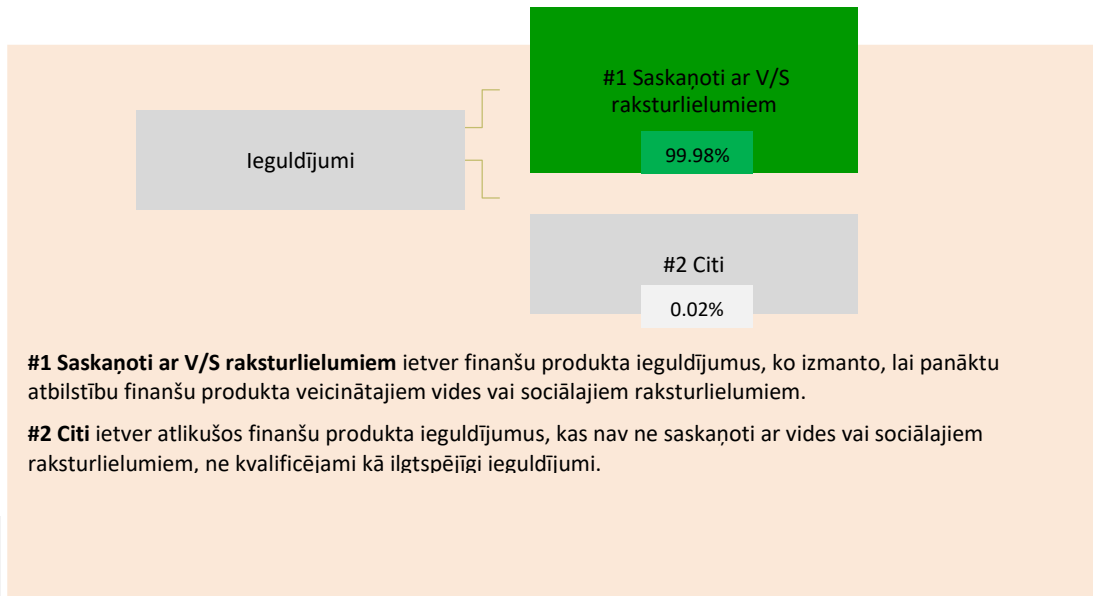 #1 Saskaņoti ar V/S
raksturlielumiem
99.98%
Ieguldījumi
#2 Citi
0.02%
#1 Saskaņoti ar V/S raksturlielumiem ietver finanšu produkta ieguldījumus, ko izmanto, lai panāktu
atbilstību finanšu produkta veicinātajiem vides vai sociālajiem raksturlielumiem.
#2 Citi ietver atlikušos finanšu produkta ieguldījumus, kas nav ne saskaņoti ar vides vai sociālajiem
raksturlielumiem, ne kvalificējami kā ilgtspējīgi ieguldījumi.